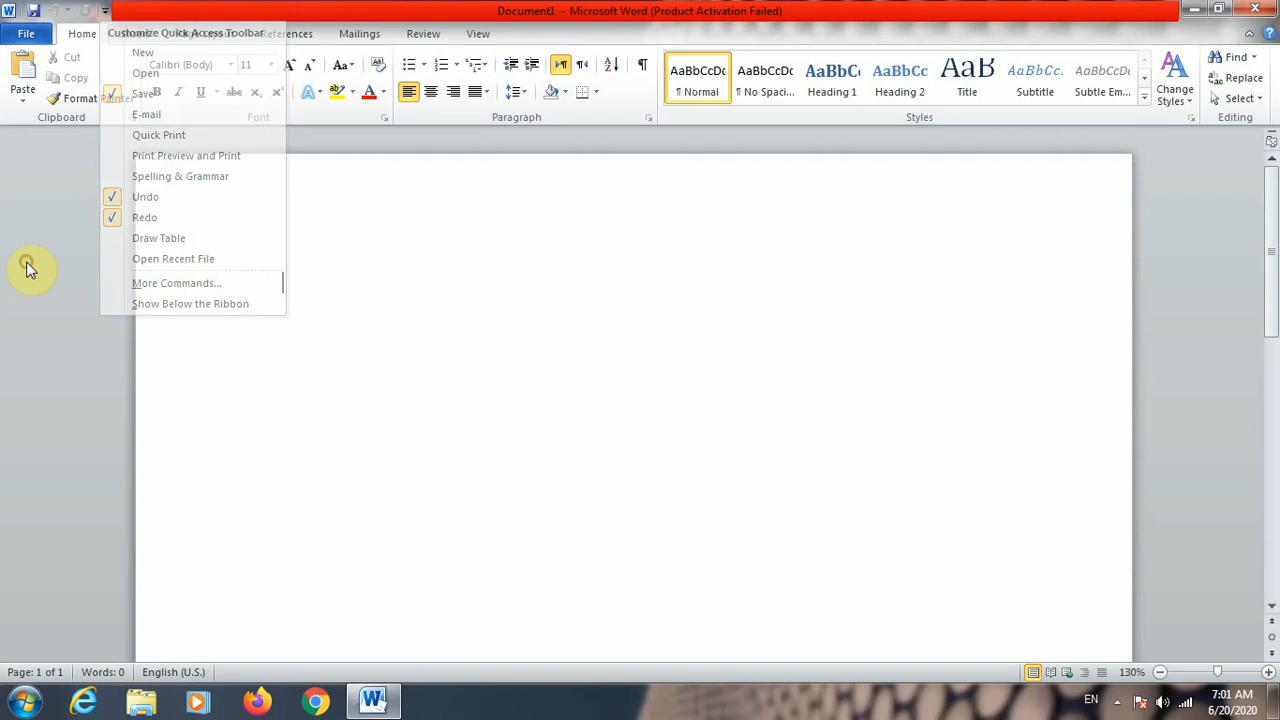 Document1 - Microsoft Word (Product Activation Failed)
File
Home
References
Mailings
Review
View
Customize Quick Access Toolbar
New
Open
Save
E-mail
Quick Print
Print Preview and Print
Spelling & Grammar
Undo
Redo
Draw Table
Open Recent File
More Commands...
Show Below the Ribbon
Paste
Cut
Copy
Format Painter
Clipboard
Calibri (Body)
11
Font
Paragraph
AaBbCcDc
¶ Normal
AaBbCcDc
¶ No Spaci...
AaBbCc
Heading 1
AaBbCc
Heading 2
AaBb
Title
AaBbCc.
Subtitle
AaBbCcDc
Subtle Em...
Change
Styles
Styles
Find
Replace
Select
Editing
Page: 1 of 1
Words: 0
English (U.S.)
130%
EN
7:01 AM
6/20/2020